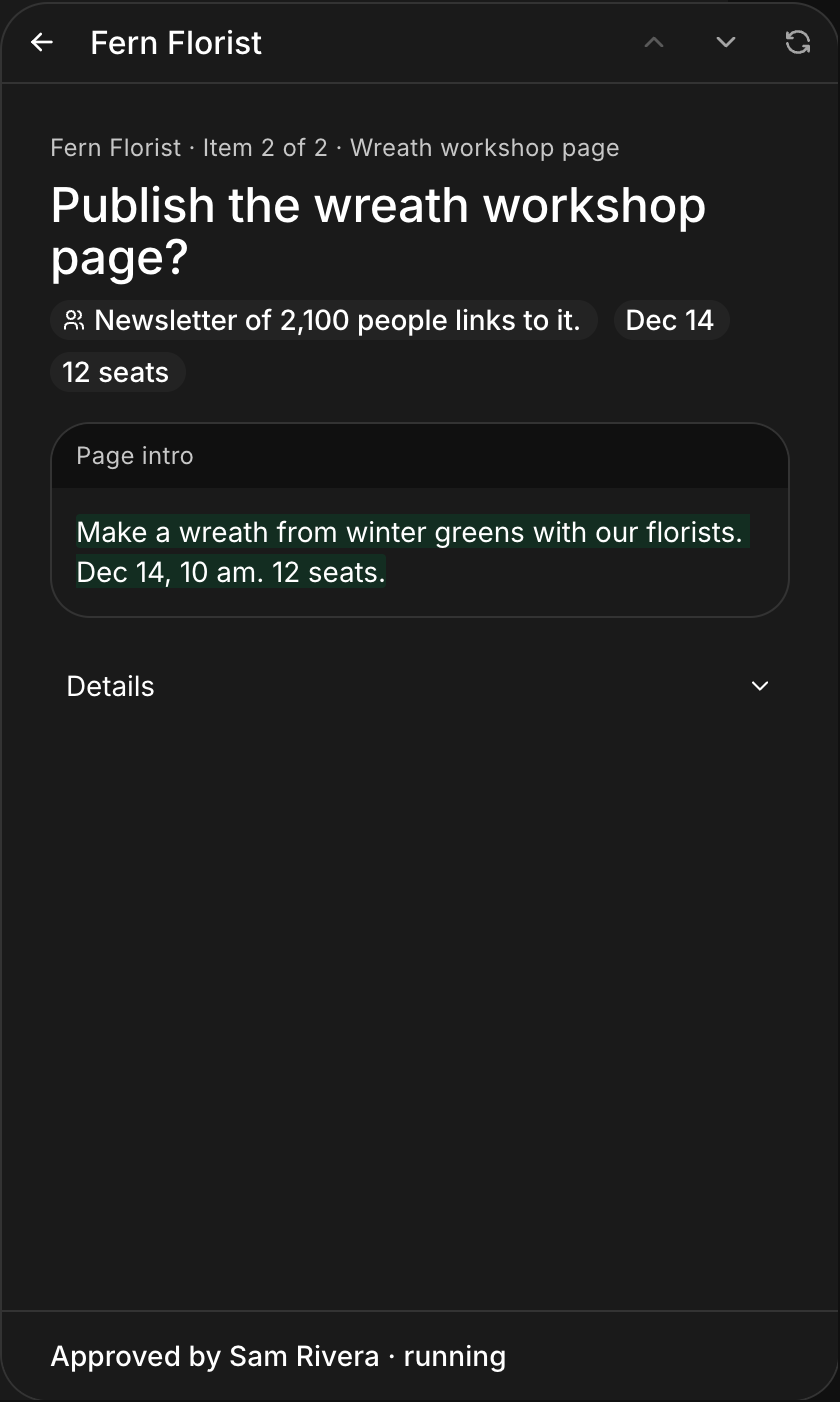 Fern Florist
Fern Florist · Item 2 of 2 · Wreath workshop page
Publish the wreath workshop
page?
Newsletter of 2,100 people links to it.
Dec 14
12 seats
Page intro
Make a wreath from winter greens with our florists.
Dec 14, 10 am. 12 seats.
Details
Approved by Sam Rivera · running